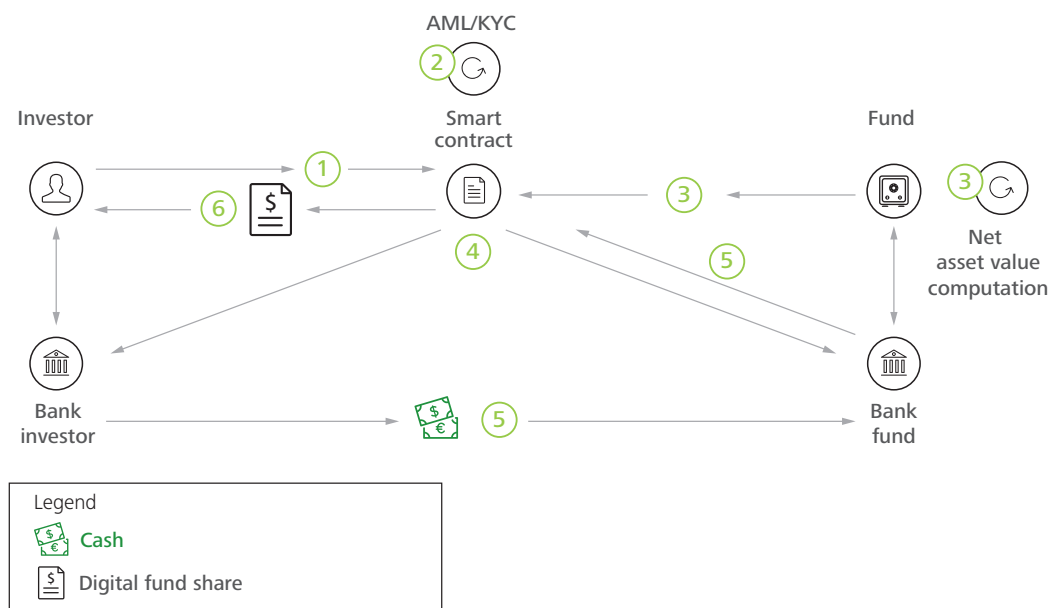 AML/KYC
2
Investor
Smart
contract
Fund
1
3
3
6
$
4
5
Net
asset value
computation
Bank
investor
$
€
5
Bank
fund
Legend
$
€
Cash
$
Digital fund share